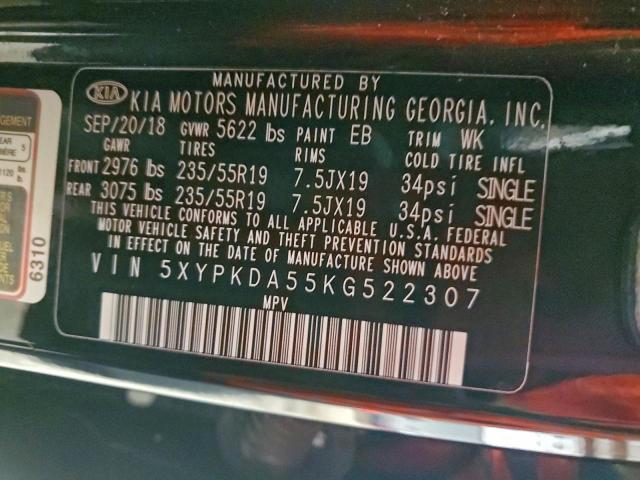 MANUFACTURED BY
KIA KIA MOTORS MANUFACTURING GEORGIA, INC.
SEP/20/18 GVWR 5622 lbs PAINT EB TRIM WK
GAWR TIRES RIMS COLD TIRE INFL
FRONT 2976 lbs 235/55R19 7.5JX19 34psi SINGLE
REAR 3075 lbs 235/55R19 7.5JX19 34psi SINGLE
THIS VEHICLE CONFORMS TO ALL APPLICABLE U.S.A. FEDERAL
MOTOR VEHICLE SAFETY AND THEFT PREVENTION STANDARDS
IN EFFECT ON THE DATE OF MANUFACTURE SHOWN ABOVE
VIN 5XYPKDA55KG522307
MPV
6310
5